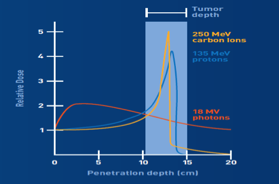 Tumor
depth
250 MeV
carbon Ions
135 MeV
protons
18 MV
photons
Relative Dose
5
4
3
2
1
0
5
10
15
20
Penetration depth (cm)